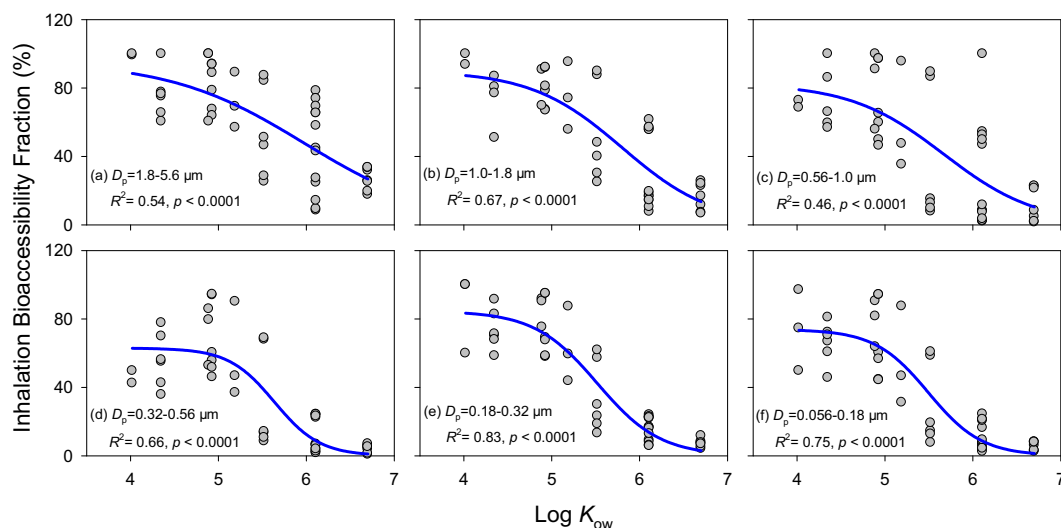 Inhalation Bioaccessibility Fraction (%)
120
80
40
0
(a) Dp=1.8-5.6 µm
R²= 0.54, p < 0.0001
(b) Dp=1.0-1.8 µm
R²= 0.67, p < 0.0001
(c) Dp=0.56-1.0 µm
R²= 0.46, p < 0.0001
120
80
40
0
(d) Dp=0.32-0.56 µm
R²= 0.66, p < 0.0001
(e) Dp=0.18-0.32 µm
R²= 0.83, p < 0.0001
(f) Dp=0.056-0.18 µm
R²= 0.75, p < 0.0001
4 5 6 7
4 5 6 7
4 5 6 7
Log Kow